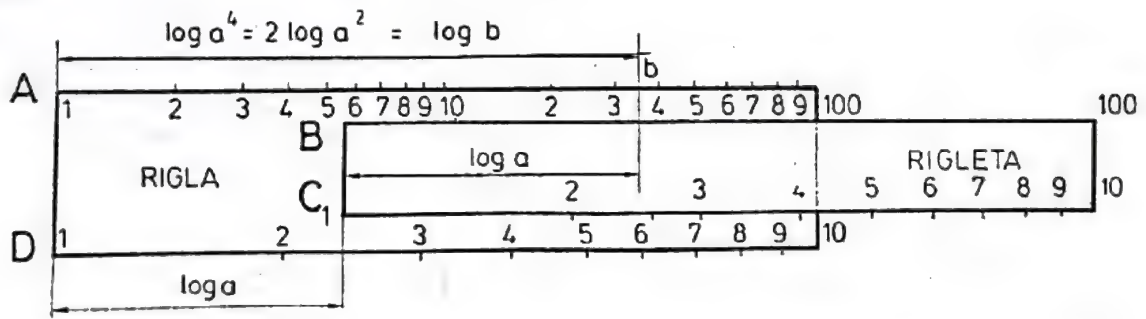 log a⁴ = 2 log a² = log b
b
A 1 2 3 4 5 6 7 8 9 10 2 3 4 5 6 7 8 9 100 100
B
log a
RIGLA RIGLETA
C 1 2 3 4 5 6 7 8 9 10
D 1 2 3 4 5 6 7 8 9 10
log a